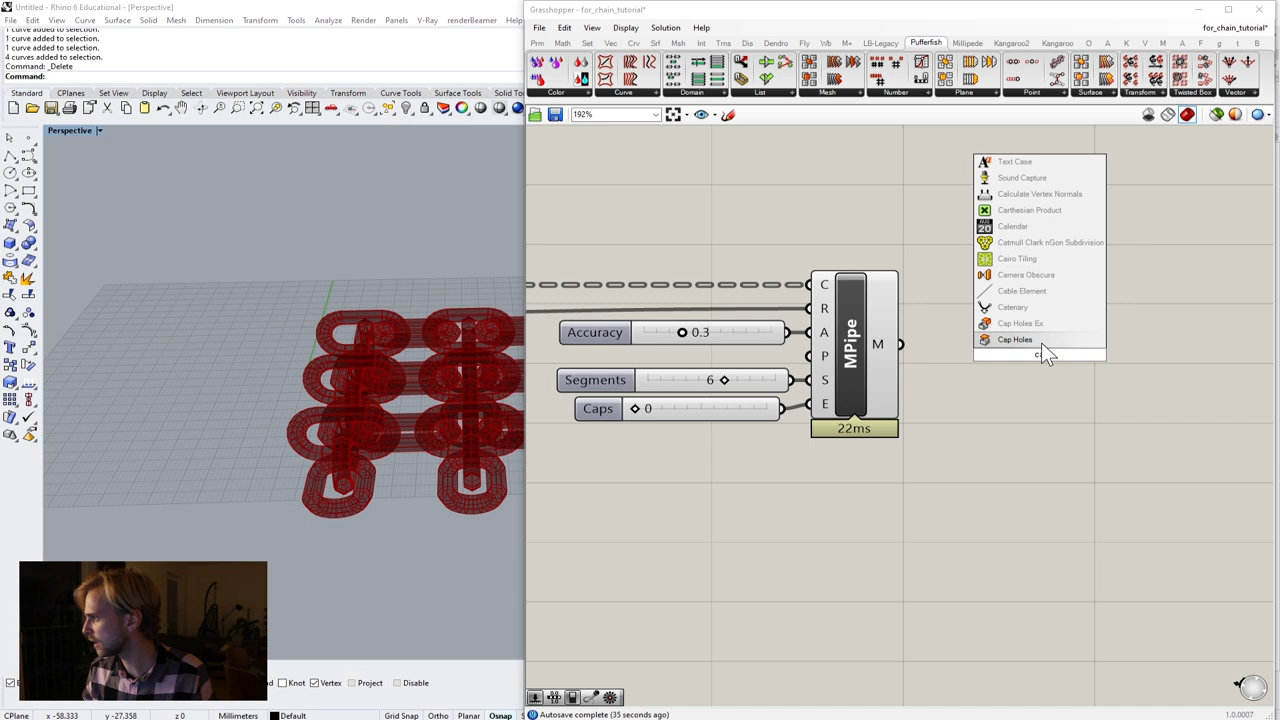 Untitled - Rhino 6 Educational - [Perspective]
File Edit View Curve Surface Solid Mesh Dimension Transform Tools Analyze Render Panels V-Ray renderBeamer
1 curve added to selection.
1 curve added to selection.
4 curves added to selection.
Command: _Delete
Command:
Standard CPlanes Set View Display Select Viewport Layout Visibility Transform Curve Tools Surface Tools Solid To
Perspective
Knot Vertex Project Disable
CPlane x -58.333 y -27.358 z 0 Millimeters Default Grid Snap Ortho Planar Osnap
Grasshopper - for_chain_tutorial*
File Edit View Display Solution Help for_chain_tutorial*
Prm Math Set Vec Crv Srf Msh Int Trns Dis Dendro Fly Wb M+ LB-Legacy Pufferfish Millipede Kangaroo2 Kangaroo O A K V Y M A F g B
Color Curve Domain List Mesh Number Plane Point Surface Transform Twisted Box Vector
192%
Text Case
Sound Capture
Calculate Vertex Normals
Carthesian Product
AUG
20
Calendar
Catmull Clark nGon Subdivision
Cairo Tiling
Camera Obscura
Cable Element
Catenary
Cap Holes Ex
Cap Holes
C
R
Accuracy 0.3 A
P
Segments 6 S
Caps 0 E
MPipe
M
22ms
Autosave complete (35 seconds ago)
1.0.0007